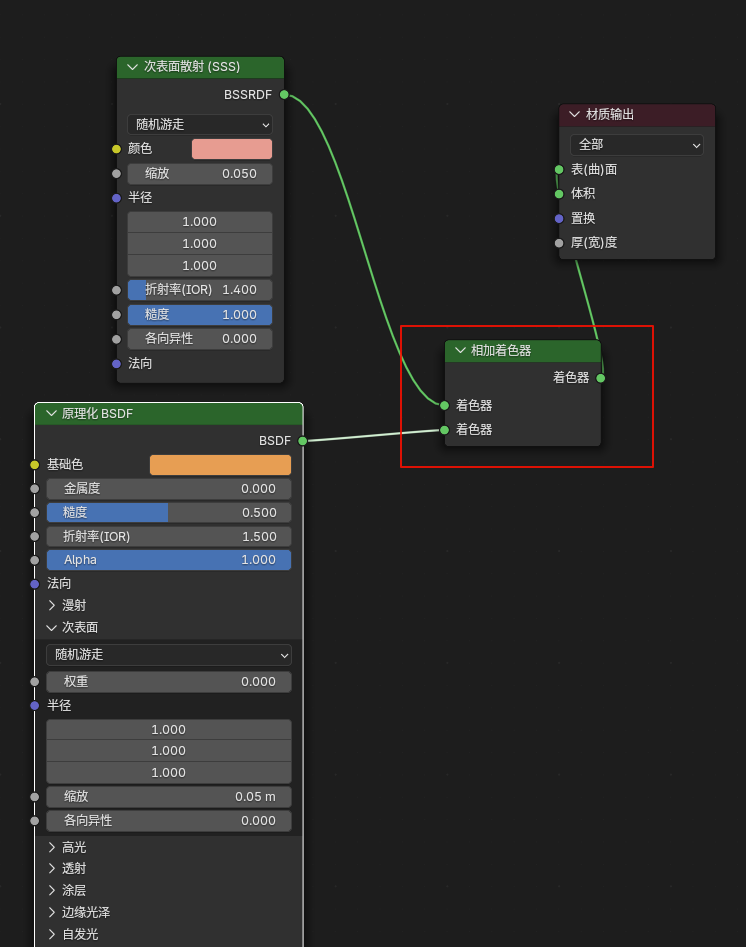 次表面散射 (SSS)
BSSRDF
随机游走
颜色
缩放 0.050
半径
1.000
1.000
1.000
折射率(IOR) 1.400
糙度 1.000
各向异性 0.000
法向
材质输出
全部
表(曲)面
体积
置换
厚(宽)度
相加着色器
着色器
着色器
着色器
原理化 BSDF
BSDF
基础色
金属度 0.000
糙度 0.500
折射率(IOR) 1.500
Alpha 1.000
法向
漫射
次表面
随机游走
权重 0.000
半径
1.000
1.000
1.000
缩放 0.05 m
各向异性 0.000
高光
透射
涂层
边缘光泽
自发光